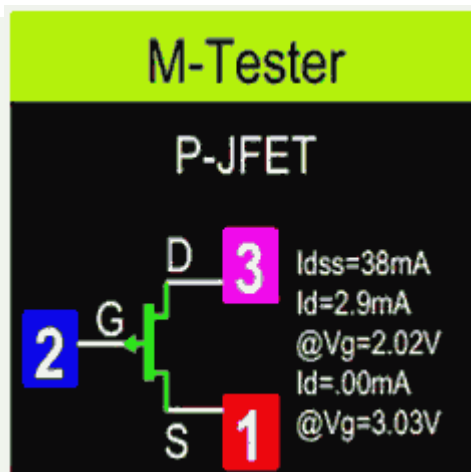 M-Tester
P-JFET
D
3
Idss=38mA
Id=2.9mA
@Vg=2.02V
Id=.00mA
@Vg=3.03V
2
G
S
1